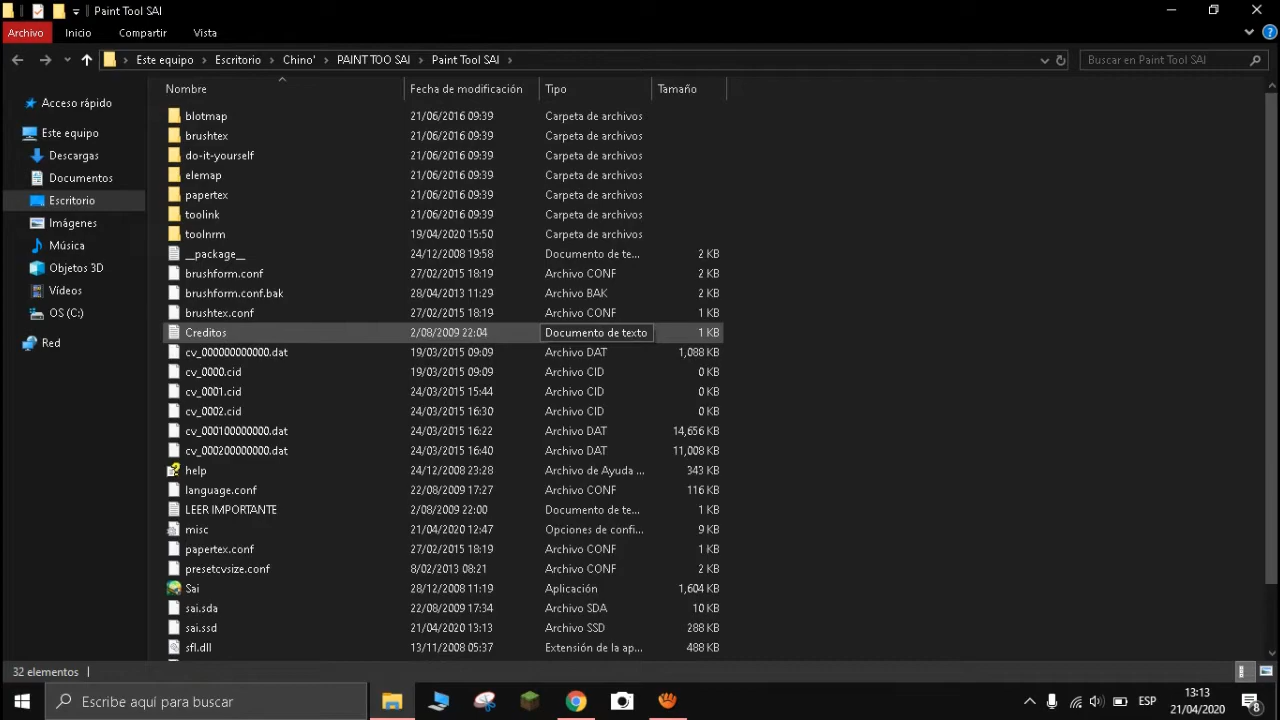 Paint Tool SAI
Archivo Inicio Compartir Vista
Este equipo Escritorio Chino' PAINT TOO SAI Paint Tool SAI Buscar en Paint Tool SAI
Nombre Fecha de modificación Tipo Tamaño
Acceso rápido
Este equipo
Descargas
Documentos
Escritorio
Imágenes
Música
Objetos 3D
Vídeos
OS (C:)
Red
blotmap 21/06/2016 09:39 Carpeta de archivos
brushtex 21/06/2016 09:39 Carpeta de archivos
do-it-yourself 21/06/2016 09:39 Carpeta de archivos
elemap 21/06/2016 09:39 Carpeta de archivos
papertex 21/06/2016 09:39 Carpeta de archivos
toolink 21/06/2016 09:39 Carpeta de archivos
toolnrm 19/04/2020 15:50 Carpeta de archivos
__package__ 24/12/2008 19:58 Documento de te... 2 KB
brushform.conf 27/02/2015 18:19 Archivo CONF 2 KB
brushform.conf.bak 28/04/2013 11:29 Archivo BAK 2 KB
brushtex.conf 27/02/2015 18:19 Archivo CONF 1 KB
Creditos 2/08/2009 22:04 Documento de texto 1 KB
cv_000000000000.dat 19/03/2015 09:09 Archivo DAT 1,088 KB
cv_0000.cid 19/03/2015 09:09 Archivo CID 0 KB
cv_0001.cid 24/03/2015 15:44 Archivo CID 0 KB
cv_0002.cid 24/03/2015 16:30 Archivo CID 0 KB
cv_000100000000.dat 24/03/2015 16:22 Archivo DAT 14,656 KB
cv_000200000000.dat 24/03/2015 16:40 Archivo DAT 11,008 KB
help 24/12/2008 23:28 Archivo de Ayuda ... 343 KB
language.conf 22/08/2009 17:27 Archivo CONF 116 KB
LEER IMPORTANTE 2/08/2009 22:00 Documento de te... 1 KB
misc 21/04/2020 12:47 Opciones de confi... 9 KB
papertex.conf 27/02/2015 18:19 Archivo CONF 1 KB
presetcvsize.conf 8/02/2013 08:21 Archivo CONF 2 KB
Sai 28/12/2008 11:19 Aplicación 1,604 KB
sai.sda 22/08/2009 17:34 Archivo SDA 10 KB
sai.ssd 21/04/2020 13:13 Archivo SSD 288 KB
sfl.dll 13/11/2008 05:37 Extensión de la ap... 488 KB
32 elementos
Escribe aquí para buscar
ESP
13:13
21/04/2020
8